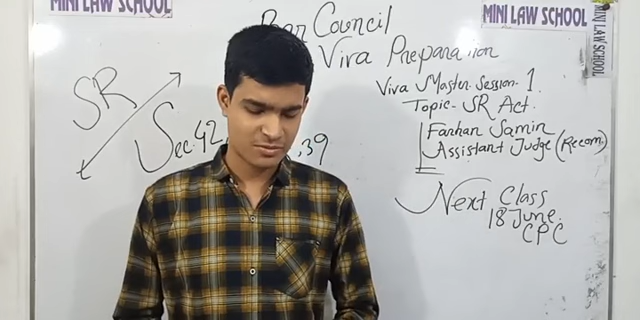 MINI LAW SCHOOL
MINI LAW SCHOOL
MINI LAW SCHOOL
Bar Council
Viva Preparation
Viva Master Session-1
Topic- SR Act.
Farhan Samin
Assistant Judge (Recom)
SR
Sec.42
39
Next Class
18 June.
CPC